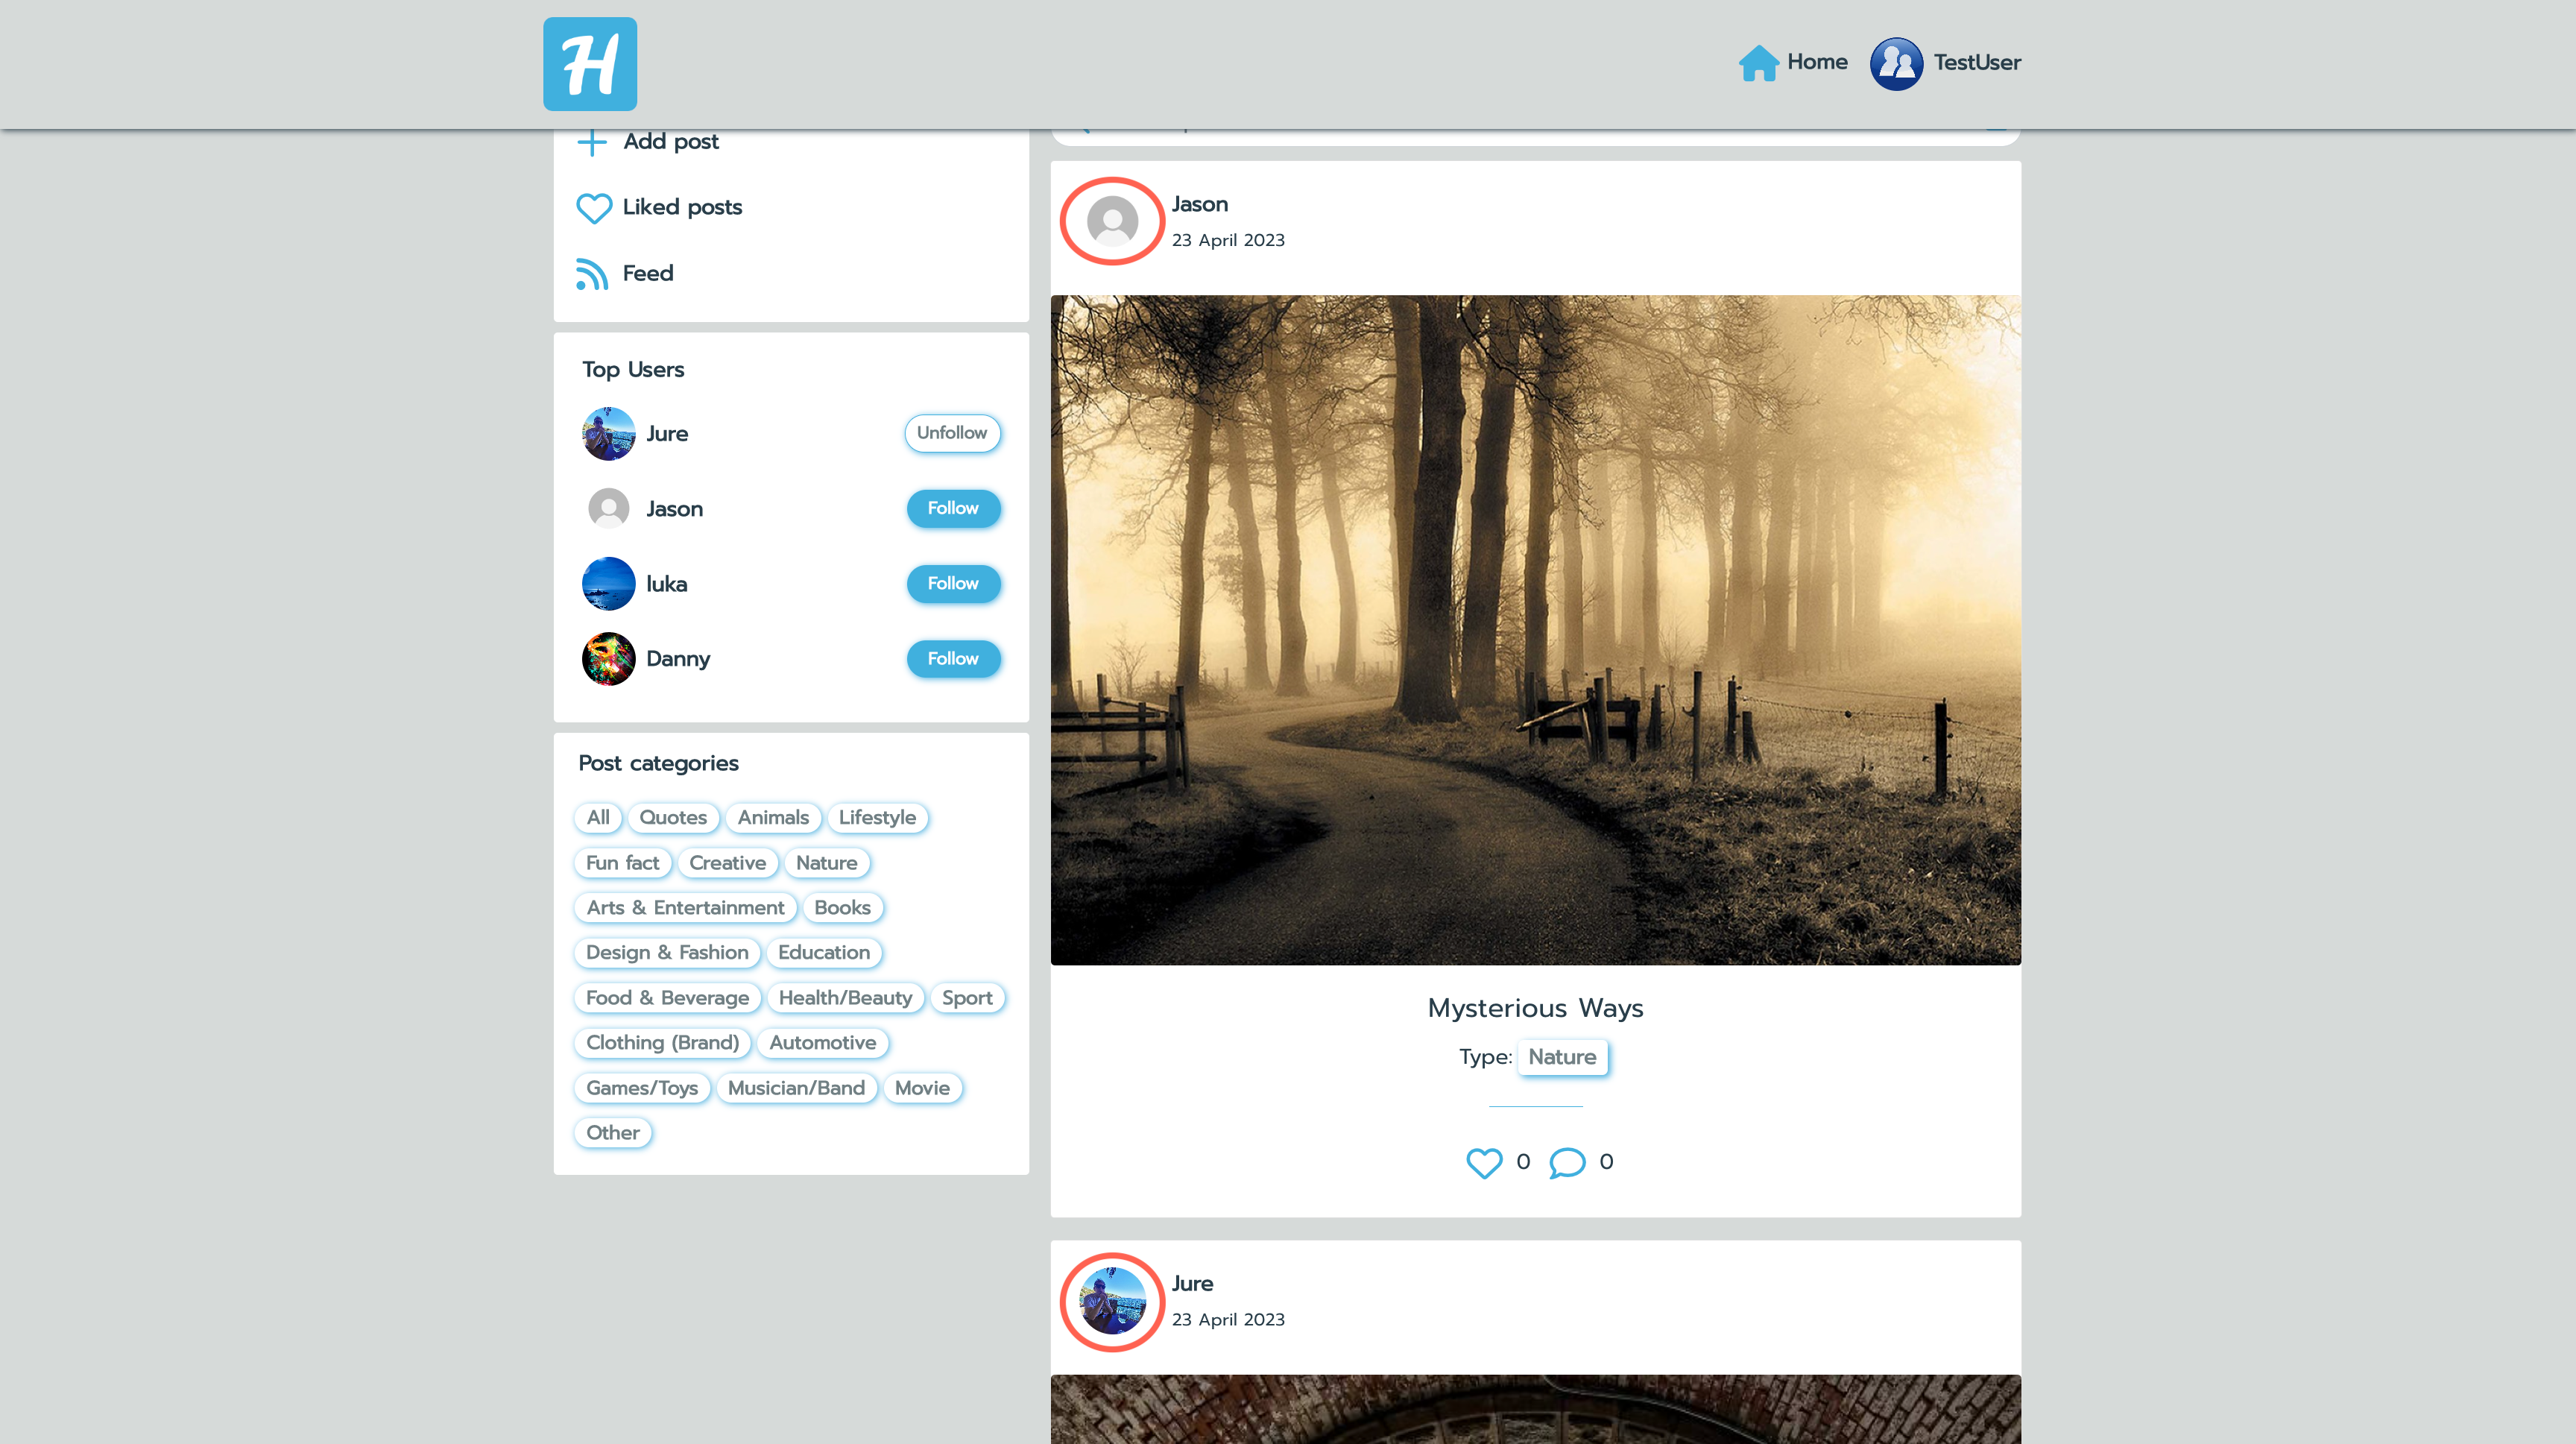 H
Home
TestUser
Add post
Liked posts
Feed
Top Users
Jure
Unfollow
Jason
Follow
luka
Follow
Danny
Follow
Post categories
All Quotes Animals Lifestyle
Fun fact Creative Nature
Arts & Entertainment Books
Design & Fashion Education
Food & Beverage Health/Beauty Sport
Clothing (Brand) Automotive
Games/Toys Musician/Band Movie
Other
Jason
23 April 2023
Mysterious Ways
Type: Nature
0 0
Jure
23 April 2023